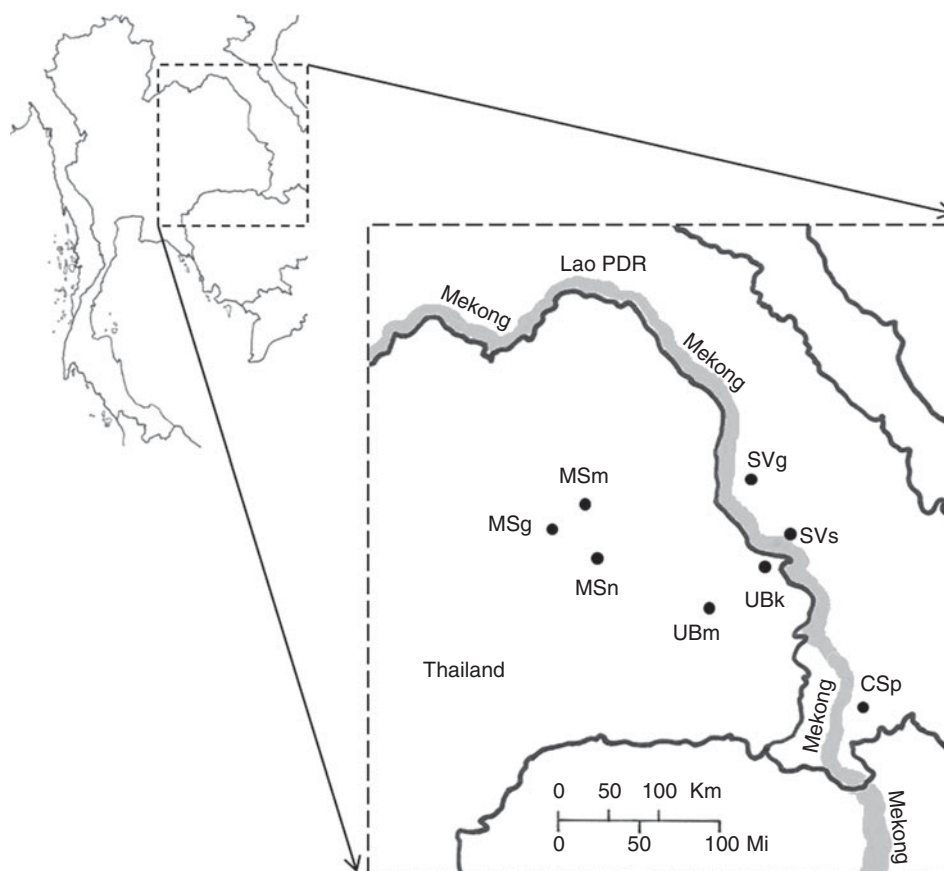 Lao PDR
Mekong
Mekong
SVg
MSm
MSg
SVs
MSn
UBk
UBm
Thailand
CSp
Mekong
0 50 100 Km
0 50 100 Mi
Mekong